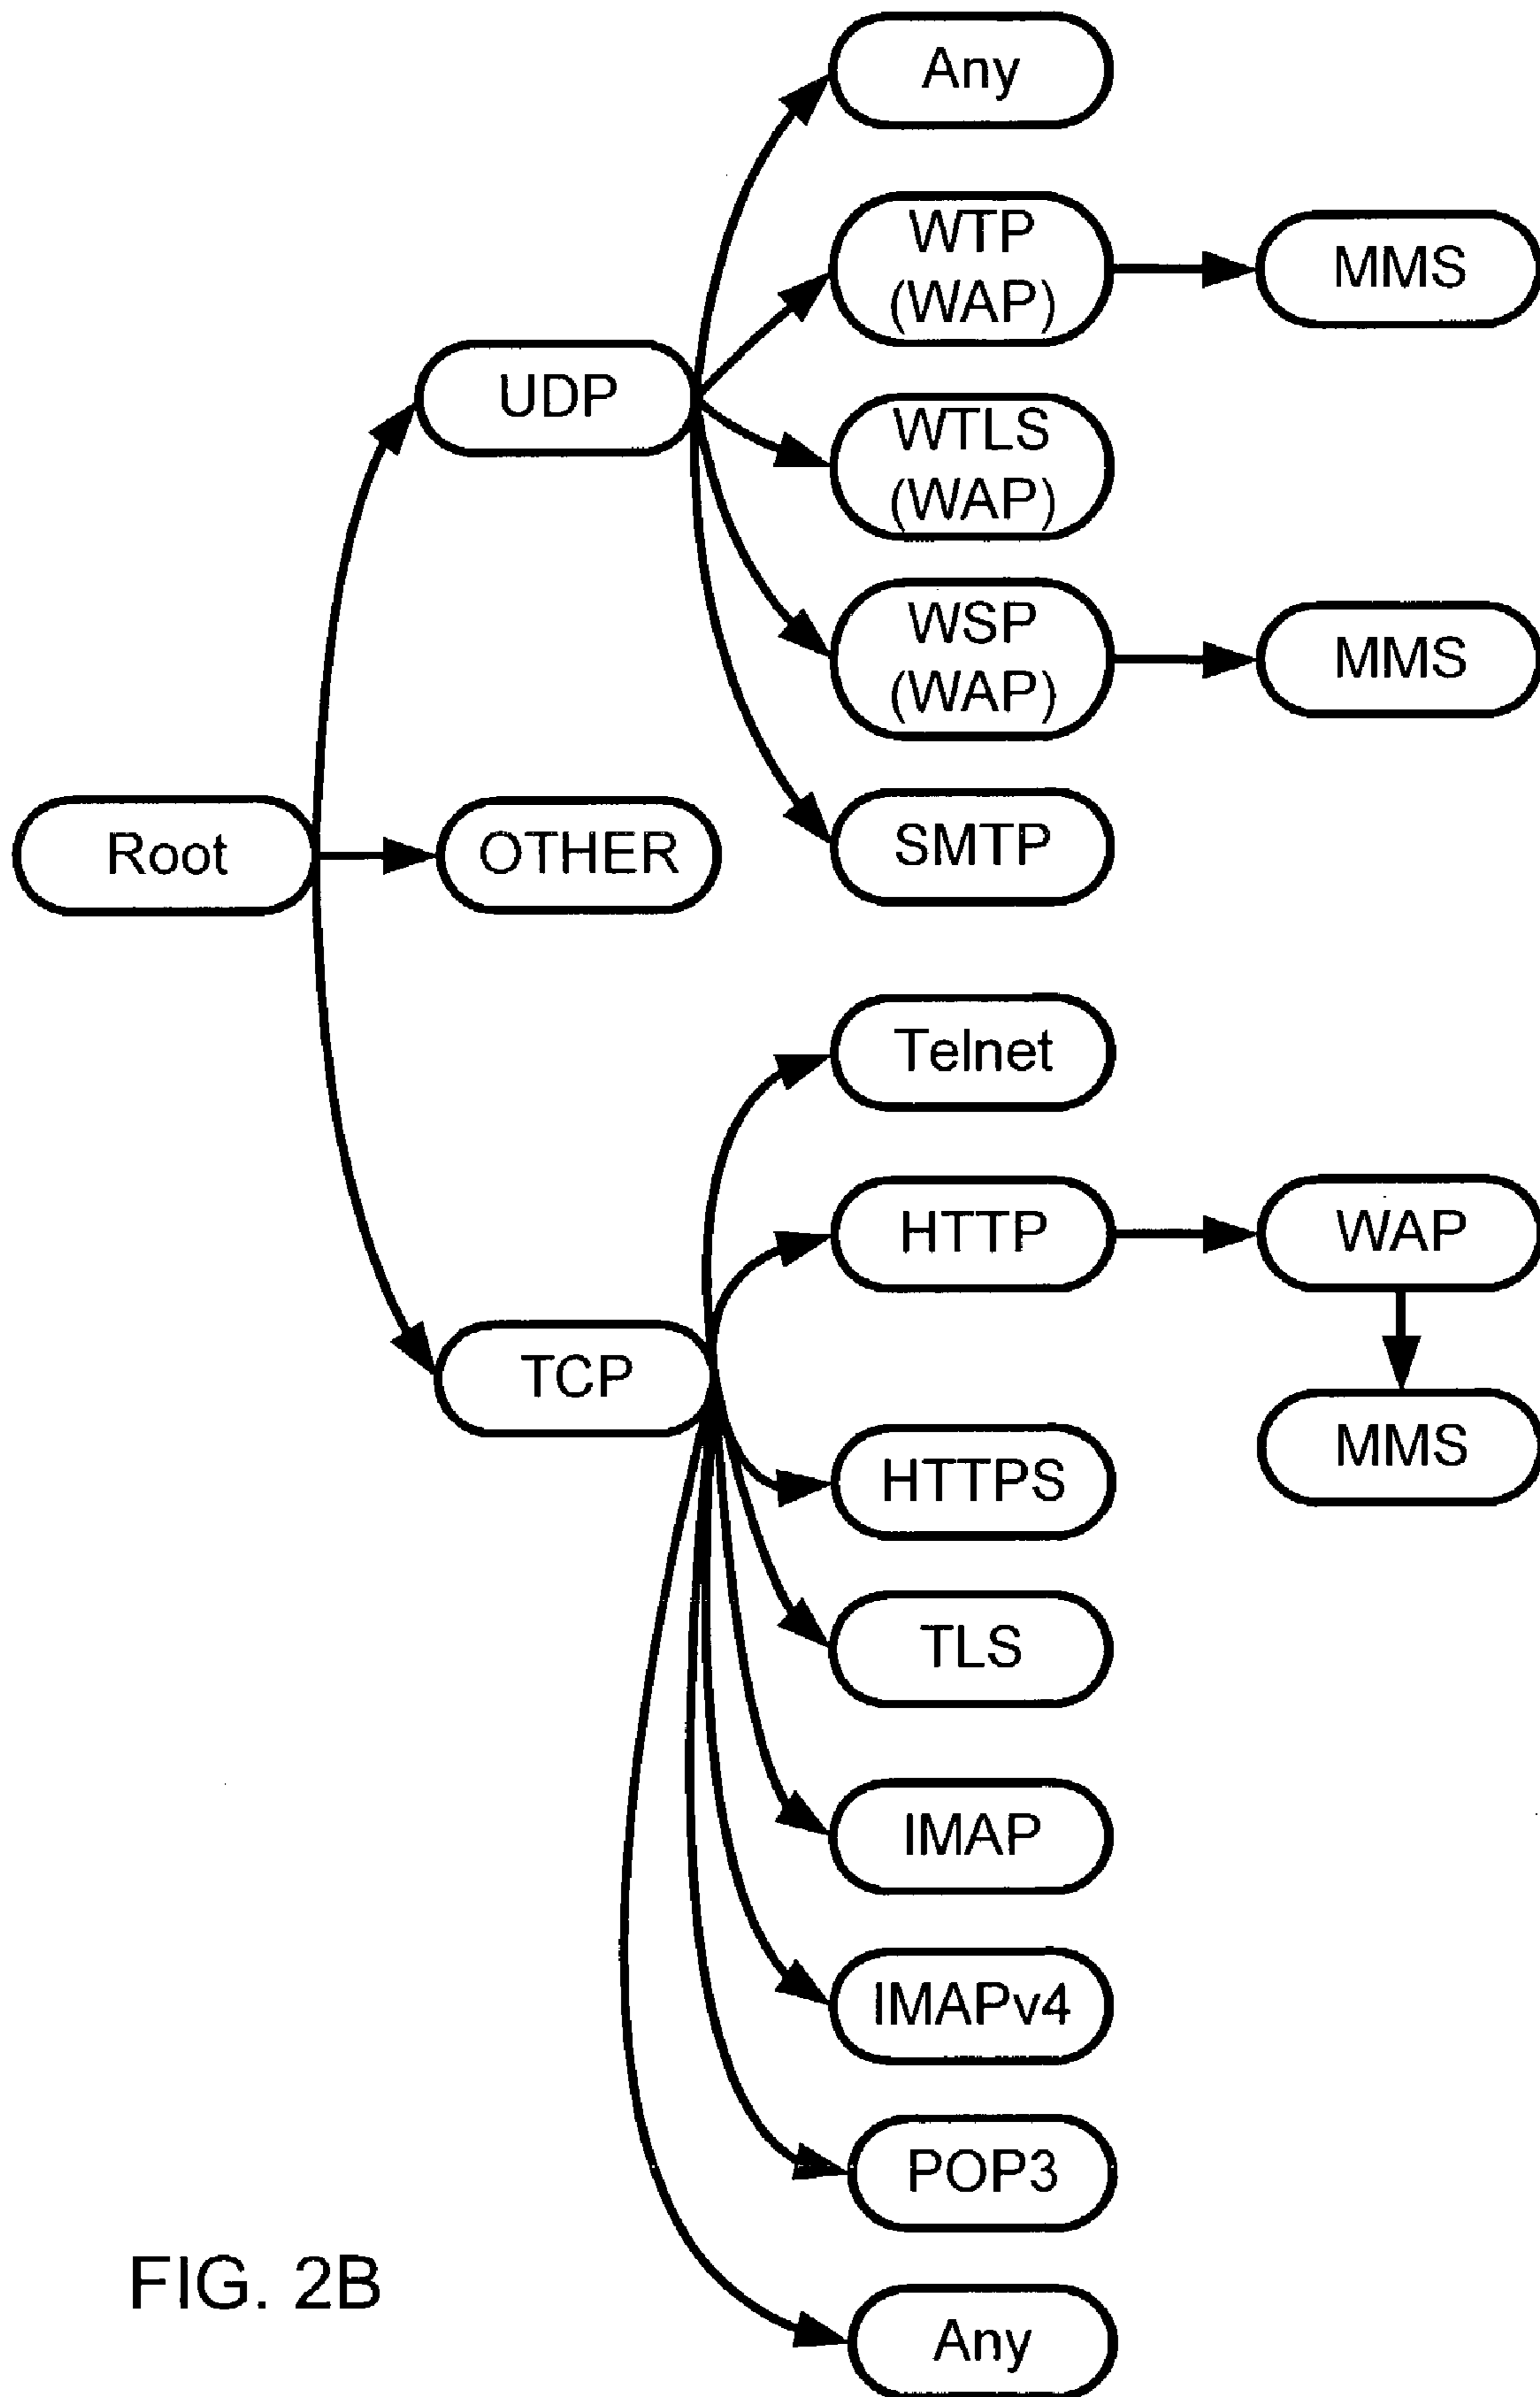 Any
WTP
(WAP)
MMS
UDP
WTLS
(WAP)
WSP
(WAP)
MMS
Root
OTHER
SMTP
Telnet
HTTP
WAP
TCP
MMS
HTTPS
TLS
IMAP
IMAPv4
POP3
FIG. 2B
Any